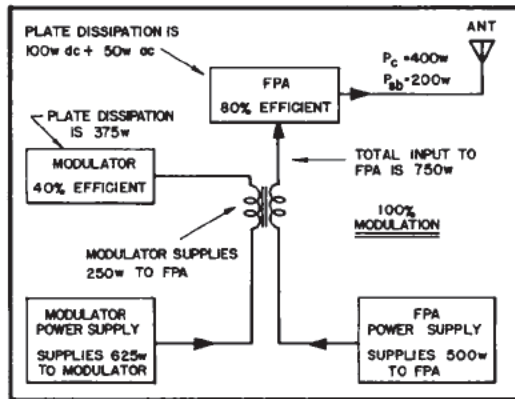 PLATE DISSIPATION IS
100w dc + 50w ac
ANT
Pc =400w
Psb =200w
FPA
80% EFFICIENT
PLATE DISSIPATION
IS 375w
MODULATOR
40% EFFICIENT
TOTAL INPUT TO
FPA IS 750w
100%
MODULATION
MODULATOR SUPPLIES
250w TO FPA
MODULATOR
POWER SUPPLY
SUPPLIES 625w
TO MODULATOR
FPA
POWER SUPPLY
SUPPLIES 500w
TO FPA